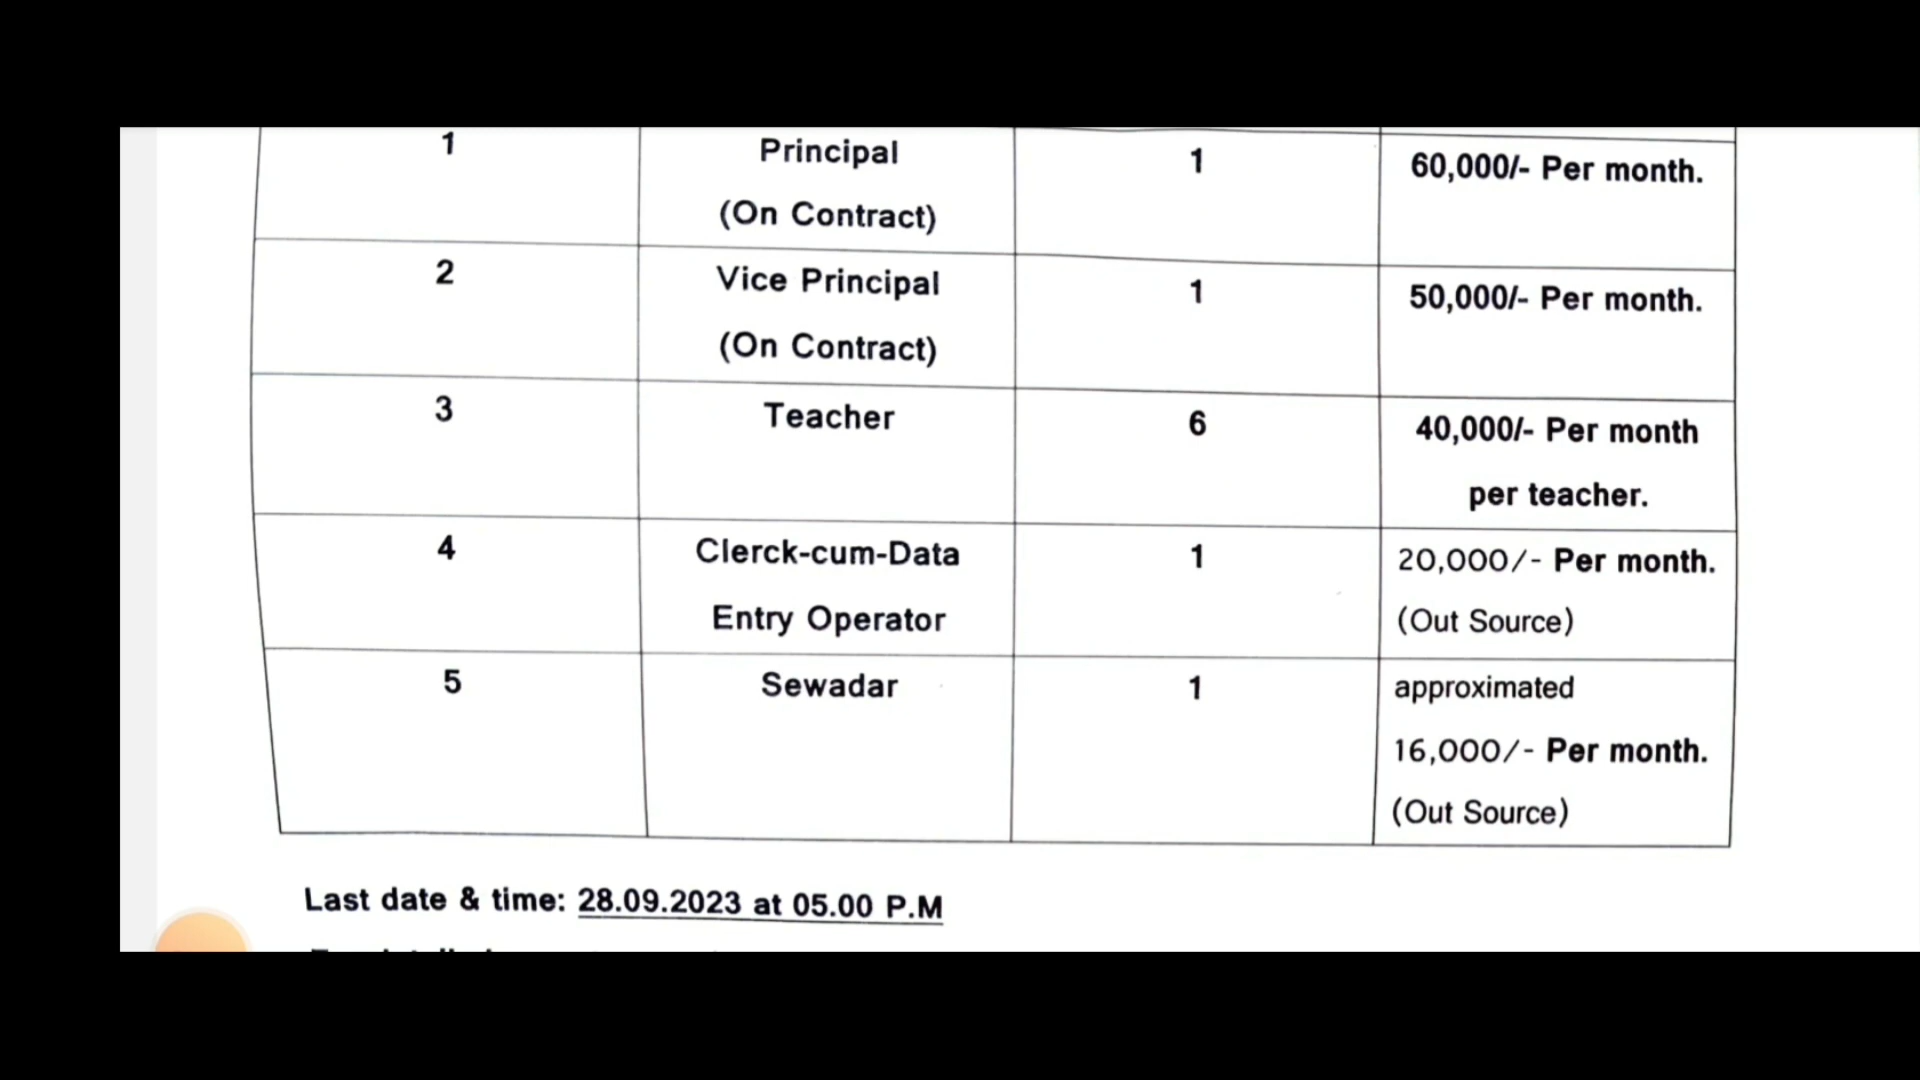 1 Principal 1 60,000/- Per month.
(On Contract)
2 Vice Principal 1 50,000/- Per month.
(On Contract)
3 Teacher 6 40,000/- Per month
per teacher.
4 Clerck-cum-Data 1 20,000/- Per month.
Entry Operator (Out Source)
5 Sewadar 1 approximated
16,000/- Per month.
(Out Source)
Last date & time: 28.09.2023 at 05.00 P.M